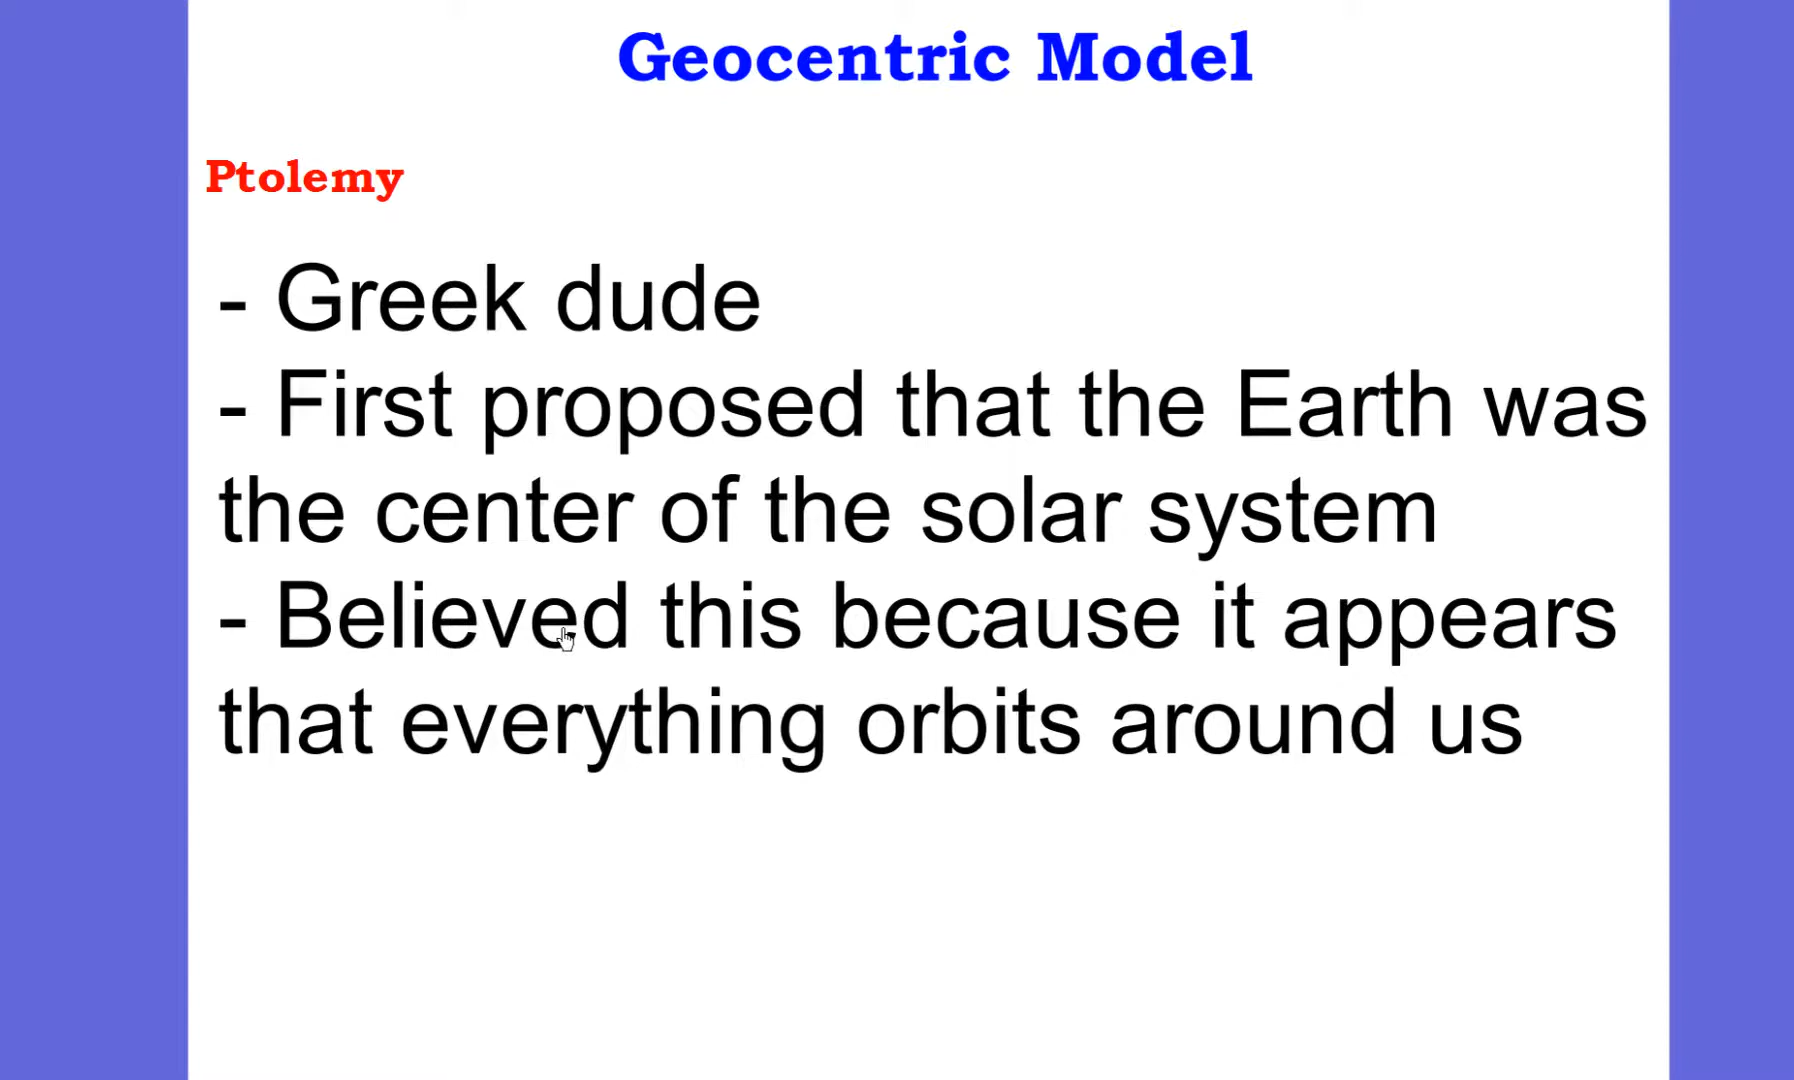 Geocentric Model
Ptolemy
- Greek dude
- First proposed that the Earth was
the center of the solar system
- Believed this because it appears
that everything orbits around us